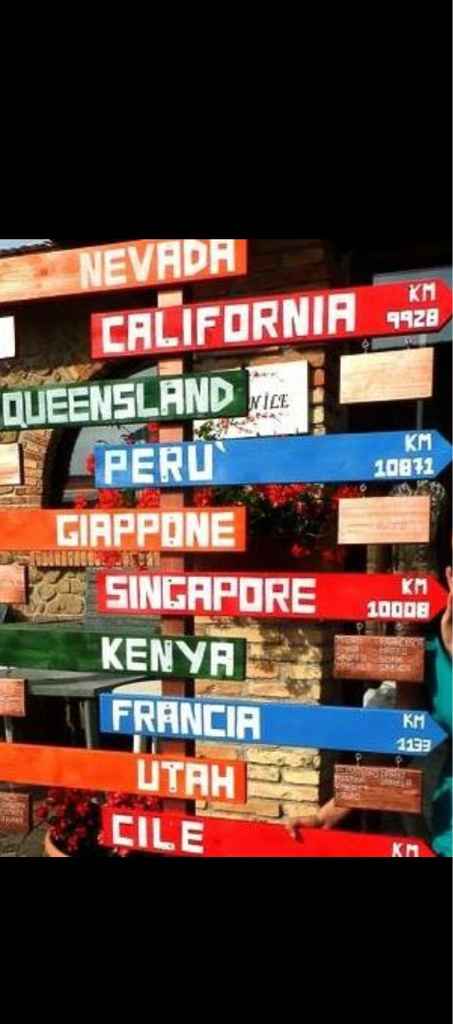 NEVADA
CALIFORNIA
KM
9928
QUEENSLAND
PERU`
KM
10871
GIAPPONE
SINGAPORE
KM
10008
KENYA
FRANCIA
KM
1133
UTAH
CILE
KM